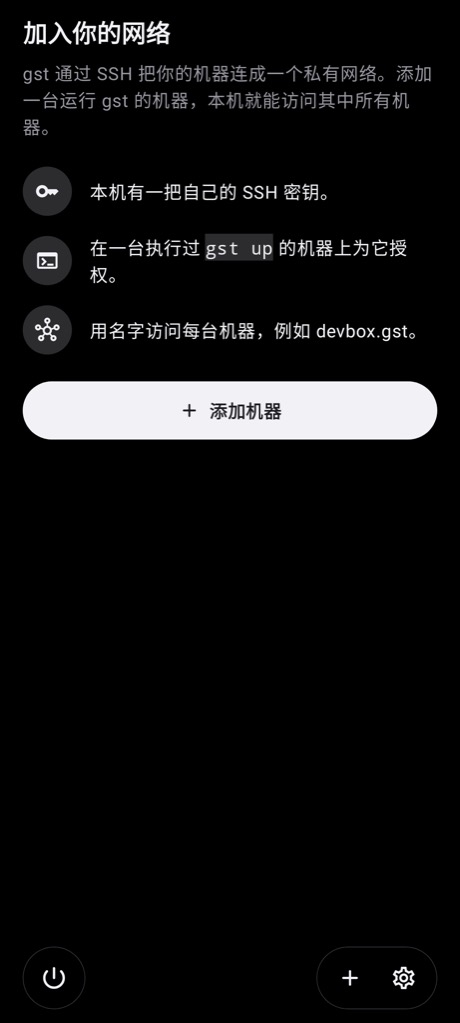 加入你的网络
gst 通过 SSH 把你的机器连成一个私有网络。添加
一台运行 gst 的机器，本机就能访问其中所有机
器。
本机有一把自己的 SSH 密钥。
在一台执行过 gst up 的机器上为它授
权。
用名字访问每台机器，例如 devbox.gst。
添加机器